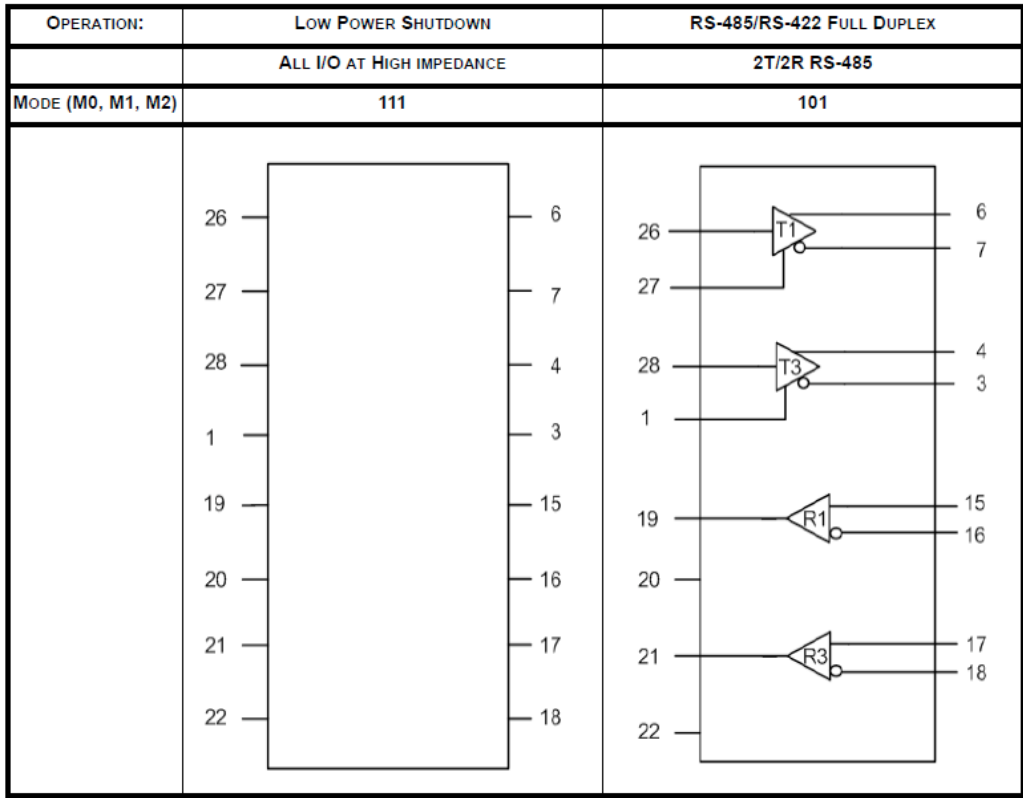 OPERATION: LOW POWER SHUTDOWN RS-485/RS-422 FULL DUPLEX
ALL I/O AT HIGH IMPEDANCE 2T/2R RS-485
MODE (M0, M1, M2) 111 101
26 6
27 7
28 4
1 3
19 15
20 16
21 17
22 18
26 T1 6
7
27
28 T3 4
3
1
19 R1 15
16
20
21 R3 17
18
22